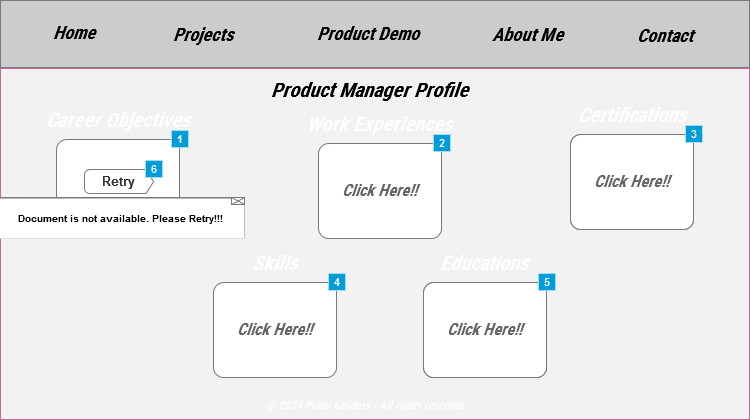 Home Projects Product Demo About Me Contact
Product Manager Profile
Career Objectives Work Experiences Certifications
1 2 3
6
Retry Click Here!! Click Here!!
Document is not available. Please Retry!!!
Skills Educations
4 5
Click Here!! Click Here!!
@ 2025 Prabu Kalidass . All rights reserved.